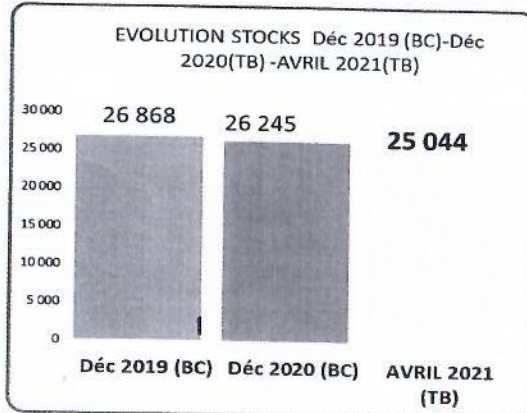 EVOLUTION STOCKS Déc 2019 (BC)-Déc
2020(TB) -AVRIL 2021(TB)
30 000
25 000
20 000
15 000
10 000
5 000
0
26 868
26 245
25 044
Déc 2019 (BC)
Déc 2020 (BC)
AVRIL 2021
(TB)